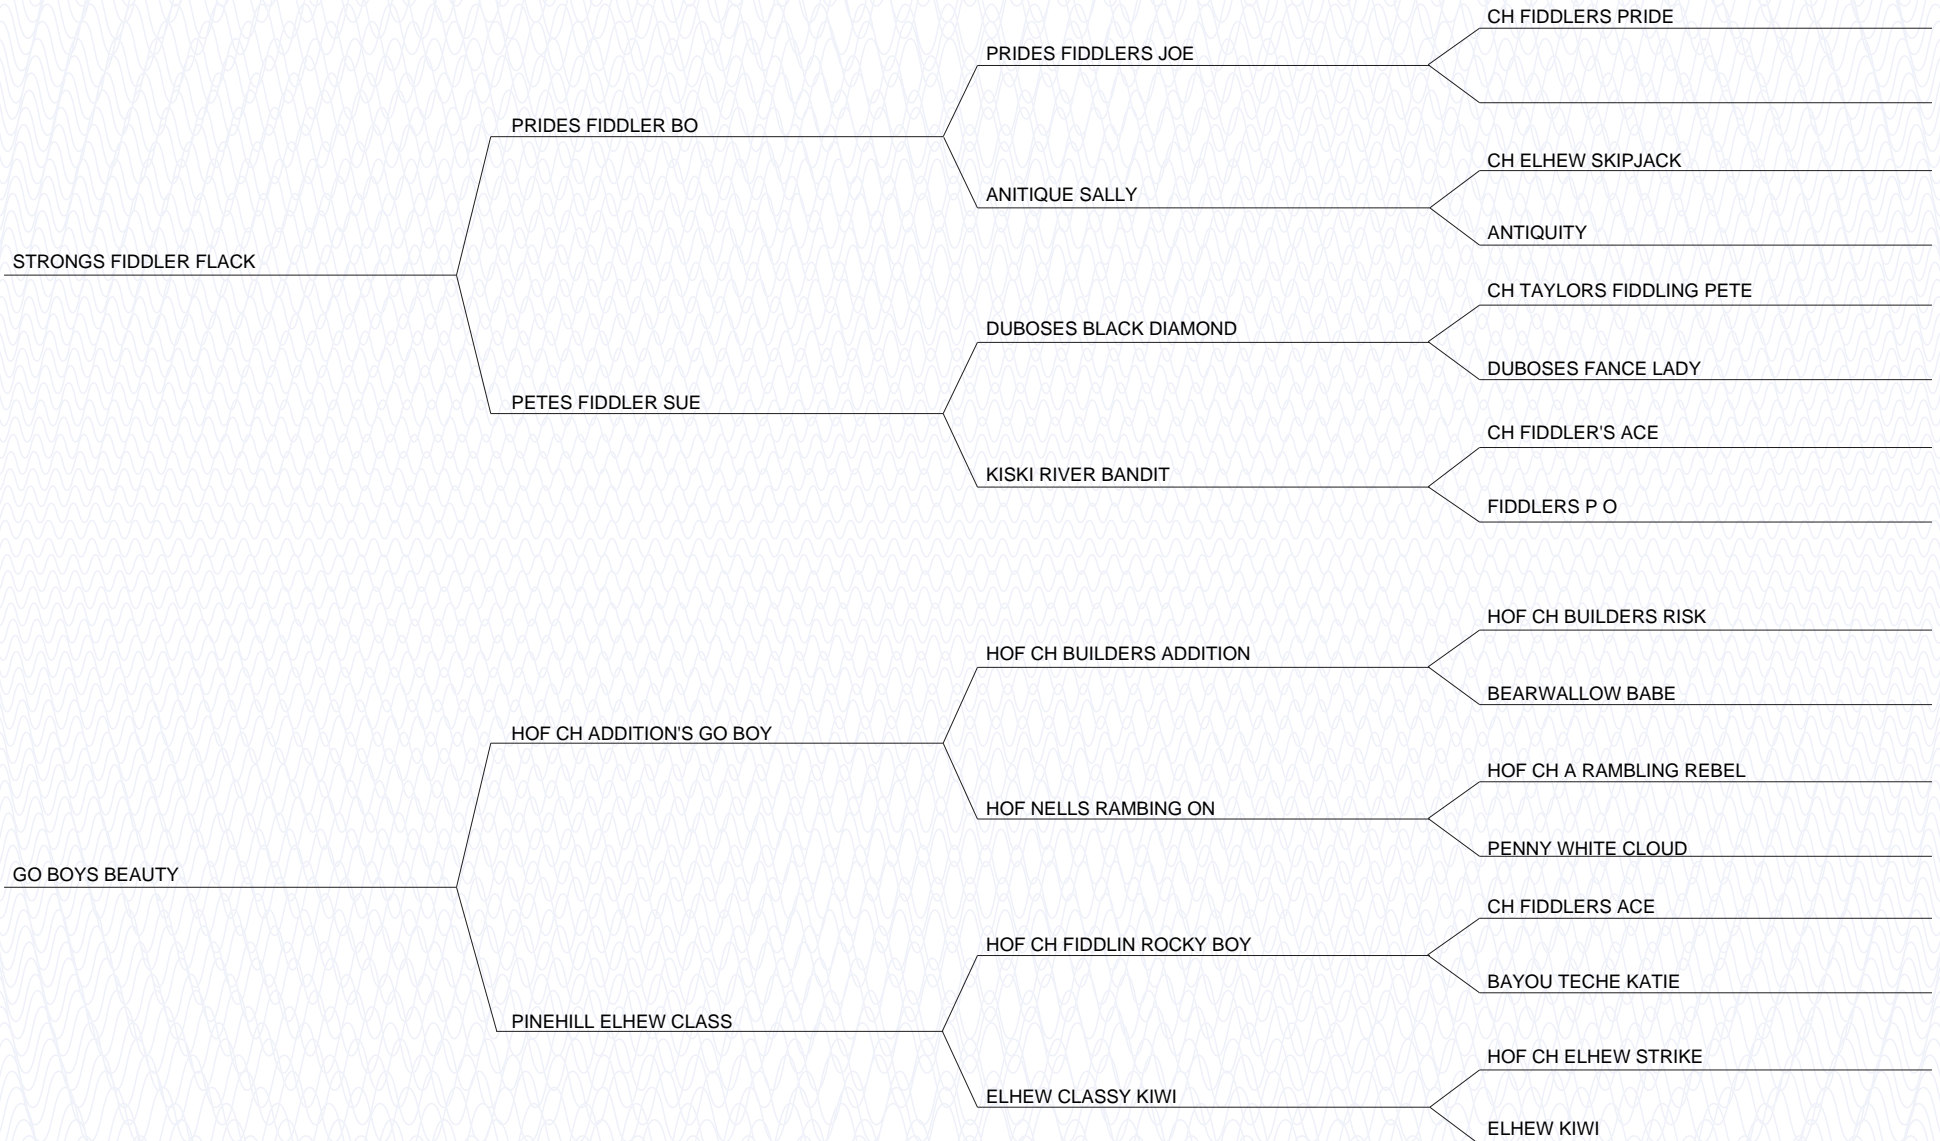 CH FIDDLERS PRIDE
PRIDES FIDDLERS JOE
PRIDES FIDDLER BO
CH ELHEW SKIPJACK
ANITIQUE SALLY
ANTIQUITY
STRONGS FIDDLER FLACK
CH TAYLORS FIDDLING PETE
DUBOSES BLACK DIAMOND
DUBOSES FANCE LADY
PETES FIDDLER SUE
CH FIDDLER'S ACE
KISKI RIVER BANDIT
FIDDLERS P O
HOF CH BUILDERS RISK
HOF CH BUILDERS ADDITION
BEARWALLOW BABE
HOF CH ADDITION'S GO BOY
HOF CH A RAMBLING REBEL
HOF NELLS RAMBING ON
PENNY WHITE CLOUD
GO BOYS BEAUTY
CH FIDDLERS ACE
HOF CH FIDDLIN ROCKY BOY
BAYOU TECHE KATIE
PINEHILL ELHEW CLASS
HOF CH ELHEW STRIKE
ELHEW CLASSY KIWI
ELHEW KIWI